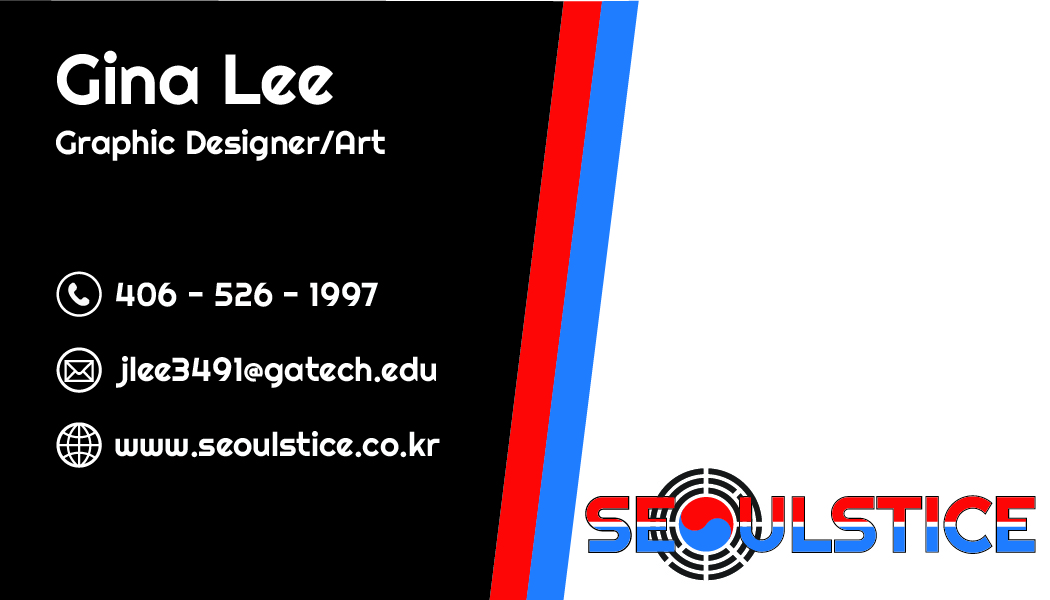 Gina Lee
Graphic Designer/Art
406 - 526 - 1997
jlee3491@gatech.edu
www.seoulstice.co.kr
SEOULSTICE